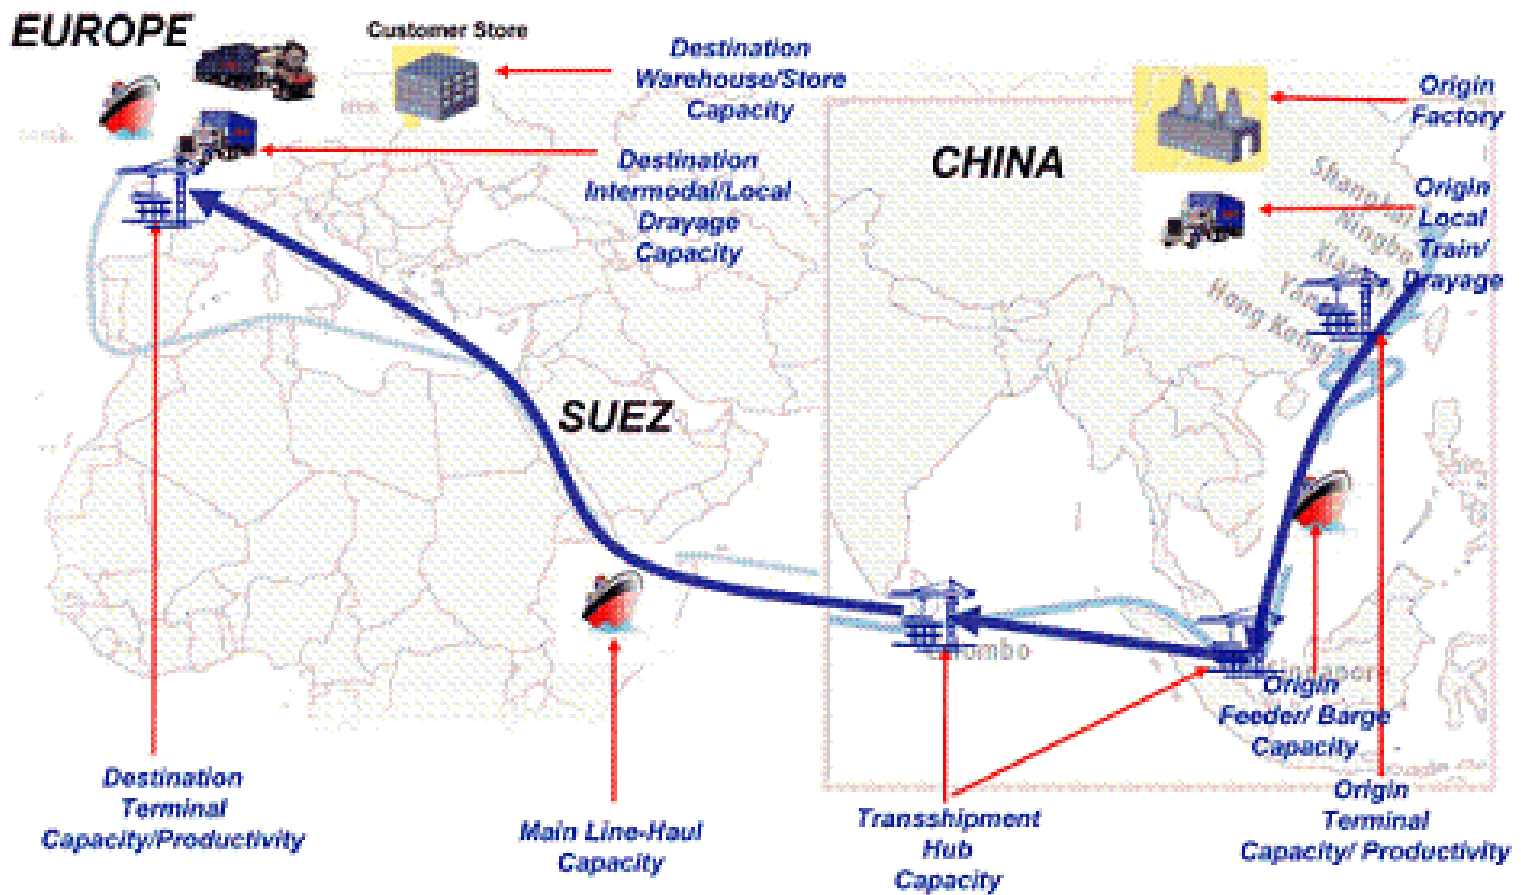 EUROPE
Customer Store
Destination
Warehouse/Store
Capacity
Destination
Intermodal/Local
Drayage
Capacity
CHINA
Origin
Factory
Origin
Local
Train/
Drayage
Shanghai
Ningbo
Hong Kong
SUEZ
Colombo
Singapore
Origin
Feeder/ Barge
Capacity
Destination
Terminal
Capacity/Productivity
Main Line-Haul
Capacity
Transshipment
Hub
Capacity
Origin
Terminal
Capacity/ Productivity